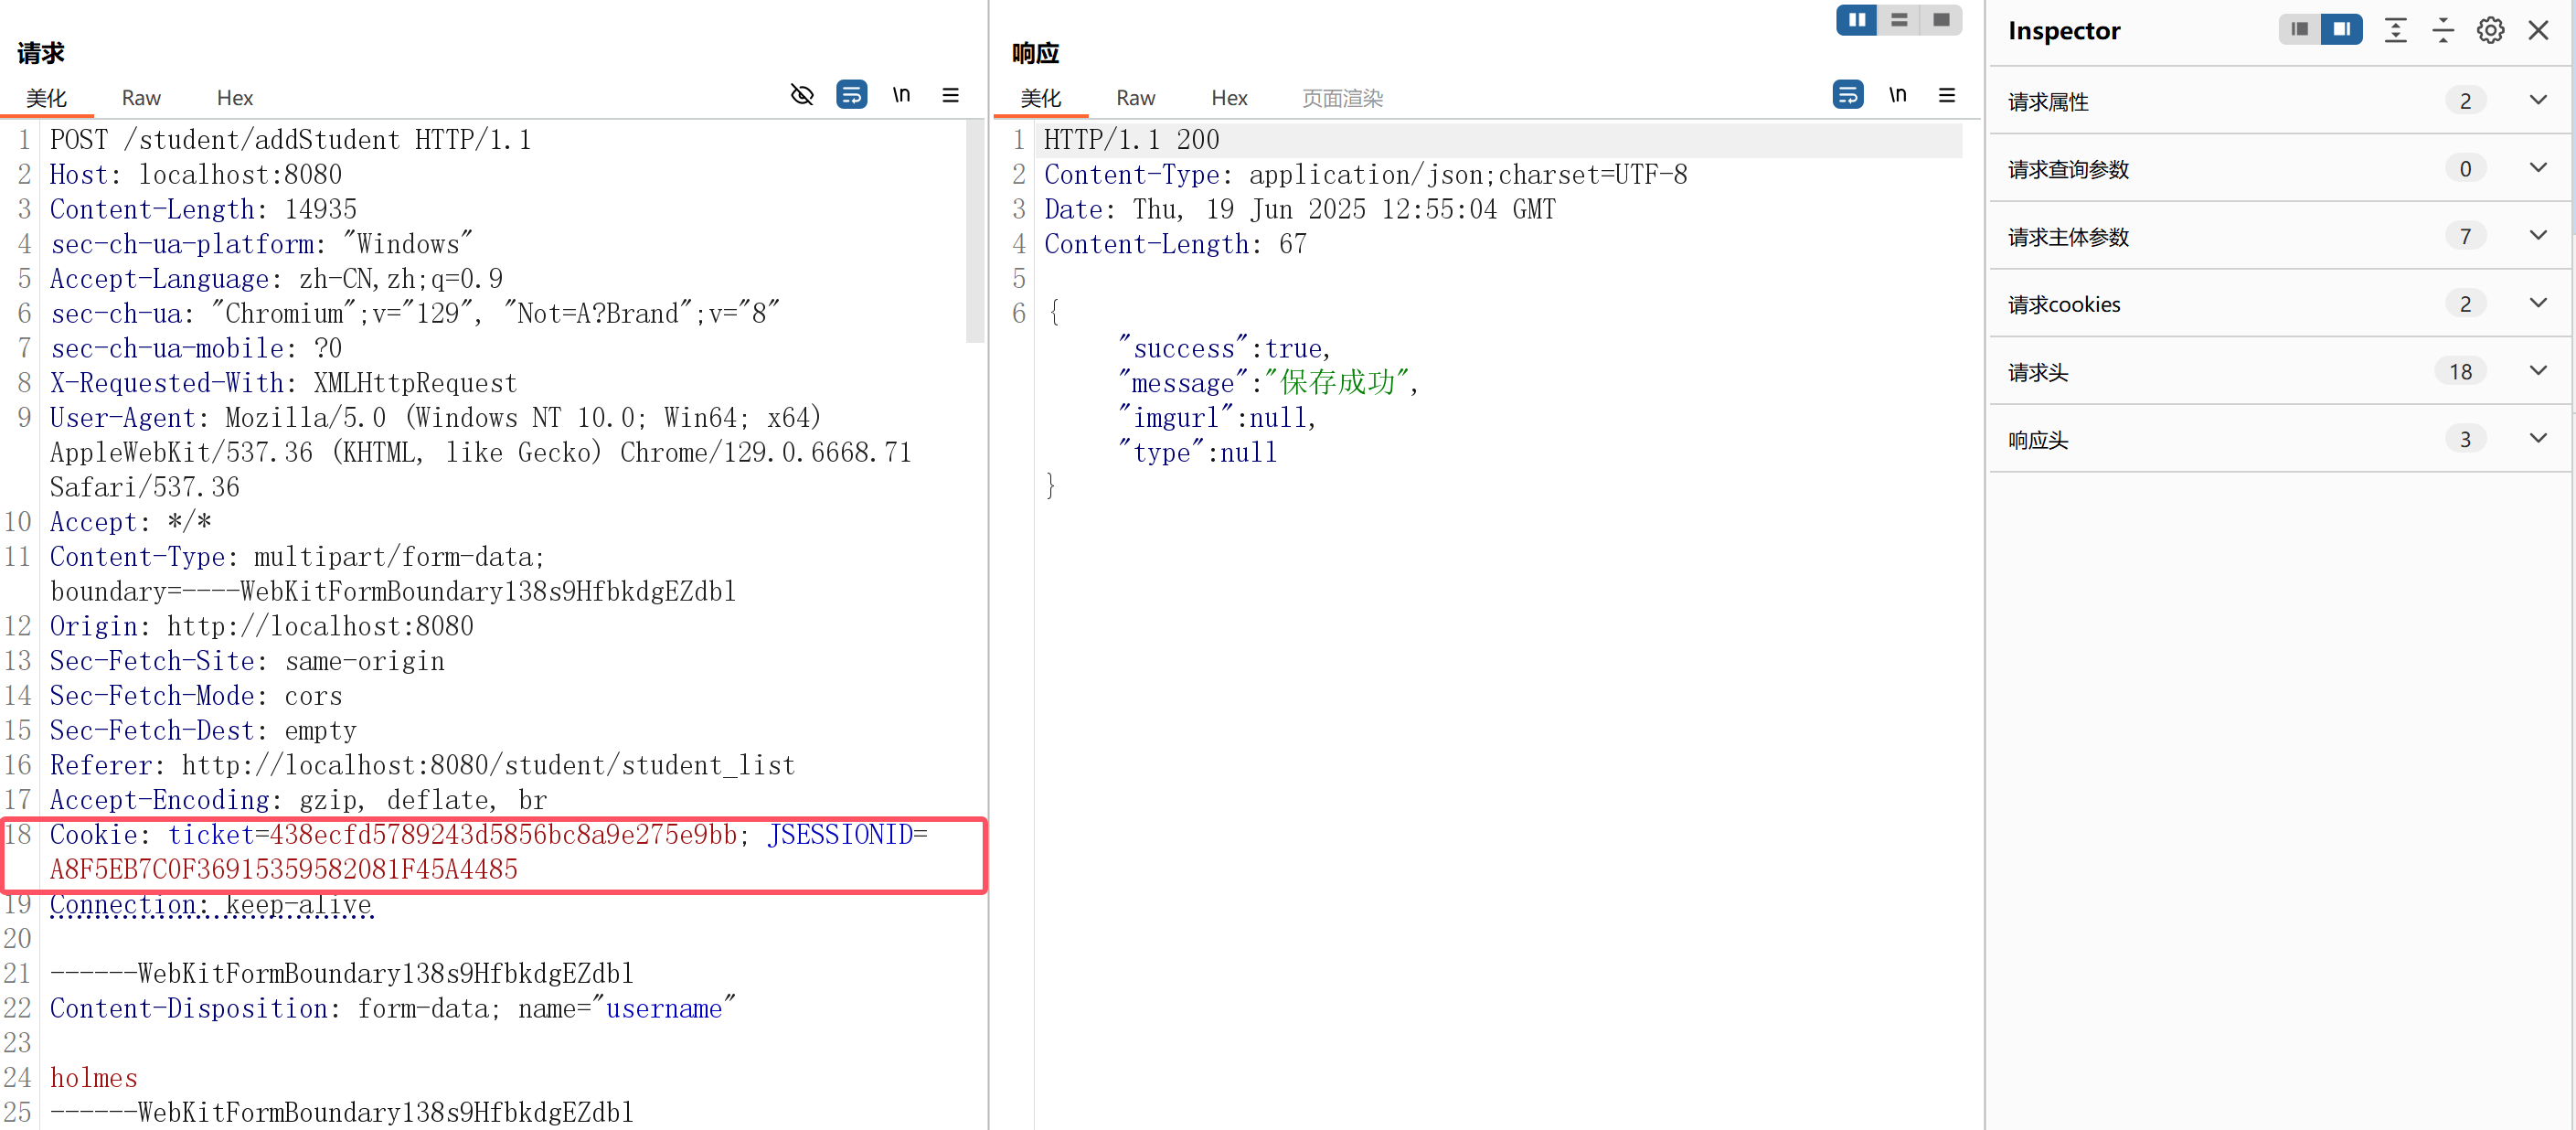 请求
美化 Raw Hex \n
1 POST /student/addStudent HTTP/1.1
2 Host: localhost:8080
3 Content-Length: 14935
4 sec-ch-ua-platform: "Windows"
5 Accept-Language: zh-CN,zh;q=0.9
6 sec-ch-ua: "Chromium";v="129", "Not=A?Brand";v="8"
7 sec-ch-ua-mobile: ?0
8 X-Requested-With: XMLHttpRequest
9 User-Agent: Mozilla/5.0 (Windows NT 10.0; Win64; x64)
AppleWebKit/537.36 (KHTML, like Gecko) Chrome/129.0.6668.71
Safari/537.36
10 Accept: */*
11 Content-Type: multipart/form-data;
boundary=----WebKitFormBoundary138s9HfbkdgEZdbl
12 Origin: http://localhost:8080
13 Sec-Fetch-Site: same-origin
14 Sec-Fetch-Mode: cors
15 Sec-Fetch-Dest: empty
16 Referer: http://localhost:8080/student/student_list
17 Accept-Encoding: gzip, deflate, br
18 Cookie: ticket=438ecfd5789243d5856bc8a9e275e9bb; JSESSIONID=
A8F5EB7C0F36915359582081F45A4485
19 Connection: keep-alive
20
21 ------WebKitFormBoundary138s9HfbkdgEZdbl
22 Content-Disposition: form-data; name="username"
23
24 holmes
25 ------WebKitFormBoundary138s9HfbkdgEZdbl
响应
美化 Raw Hex 页面渲染 \n
1 HTTP/1.1 200
2 Content-Type: application/json;charset=UTF-8
3 Date: Thu, 19 Jun 2025 12:55:04 GMT
4 Content-Length: 67
5
6 {
"success":true,
"message":"保存成功",
"imgurl":null,
"type":null
}
Inspector
请求属性 2
请求查询参数 0
请求主体参数 7
请求cookies 2
请求头 18
响应头 3